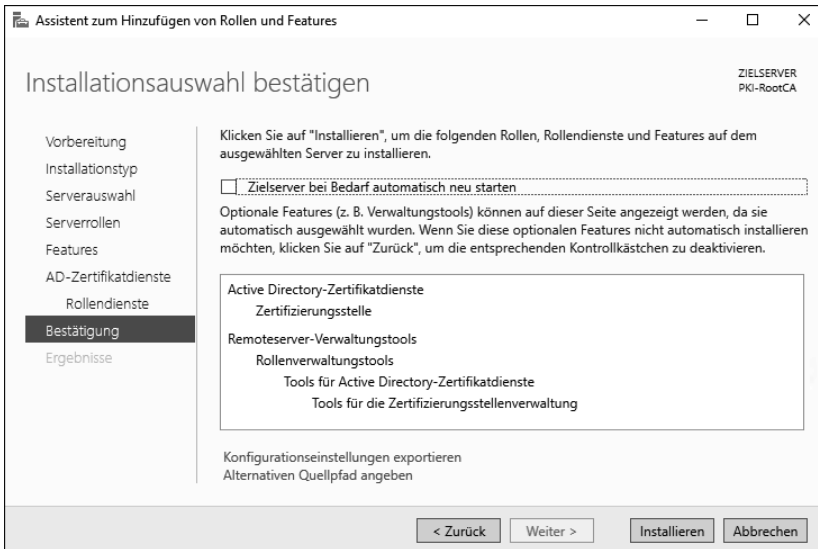 Assistent zum Hinzufügen von Rollen und Features
Installationsauswahl bestätigen
ZIELSERVER
PKI-RootCA
Vorbereitung
Installationstyp
Serverauswahl
Serverrollen
Features
AD-Zertifikatdienste
Rollendienste
Bestätigung
Ergebnisse
Klicken Sie auf "Installieren", um die folgenden Rollen, Rollendienste und Features auf dem
ausgewählten Server zu installieren.
Zielserver bei Bedarf automatisch neu starten
Optionale Features (z. B. Verwaltungstools) können auf dieser Seite angezeigt werden, da sie
automatisch ausgewählt wurden. Wenn Sie diese optionalen Features nicht automatisch installieren
möchten, klicken Sie auf "Zurück", um die entsprechenden Kontrollkästchen zu deaktivieren.
Active Directory-Zertifikatdienste
Zertifizierungsstelle
Remoteserver-Verwaltungstools
Rollenverwaltungstools
Tools für Active Directory-Zertifikatdienste
Tools für die Zertifizierungsstellenverwaltung
Konfigurationseinstellungen exportieren
Alternativen Quellpfad angeben
< Zurück
Weiter >
Installieren
Abbrechen